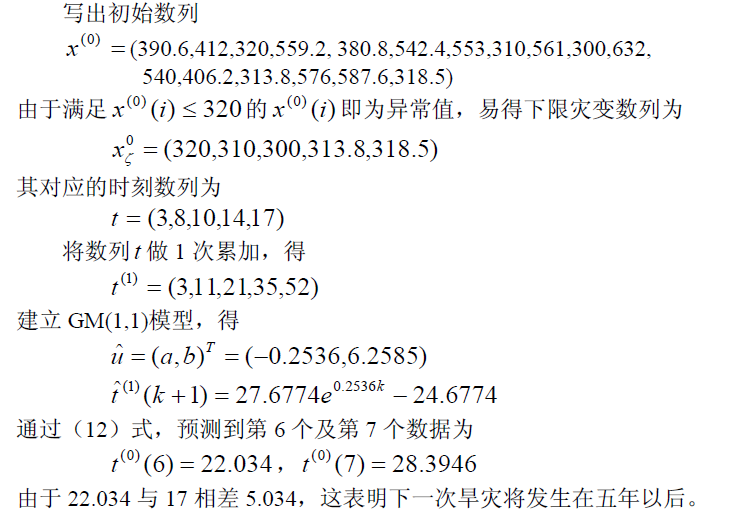 写出初始数列
x^{(0)} = (390.6,412,320,559.2, 380.8,542.4,553,310,561,300,632,
540,406.2,313.8,576,587.6,318.5)
由于满足 x^{(0)}(i) ≤ 320 的 x^{(0)}(i) 即为异常值，易得下限灾变数列为
x_ζ^0 = (320,310,300,313.8,318.5)
其对应的时刻数列为
t = (3,8,10,14,17)
将数列 t 做 1 次累加，得
t^{(1)} = (3,11,21,35,52)
建立 GM(1,1)模型，得
û = (a,b)^T = (−0.2536,6.2585)
t̂^{(1)}(k+1) = 27.6774e^{0.2536k} − 24.6774
通过（12）式，预测到第 6 个及第 7 个数据为
t^{(0)}(6) = 22.034，t^{(0)}(7) = 28.3946
由于 22.034 与 17 相差 5.034，这表明下一次旱灾将发生在五年以后。